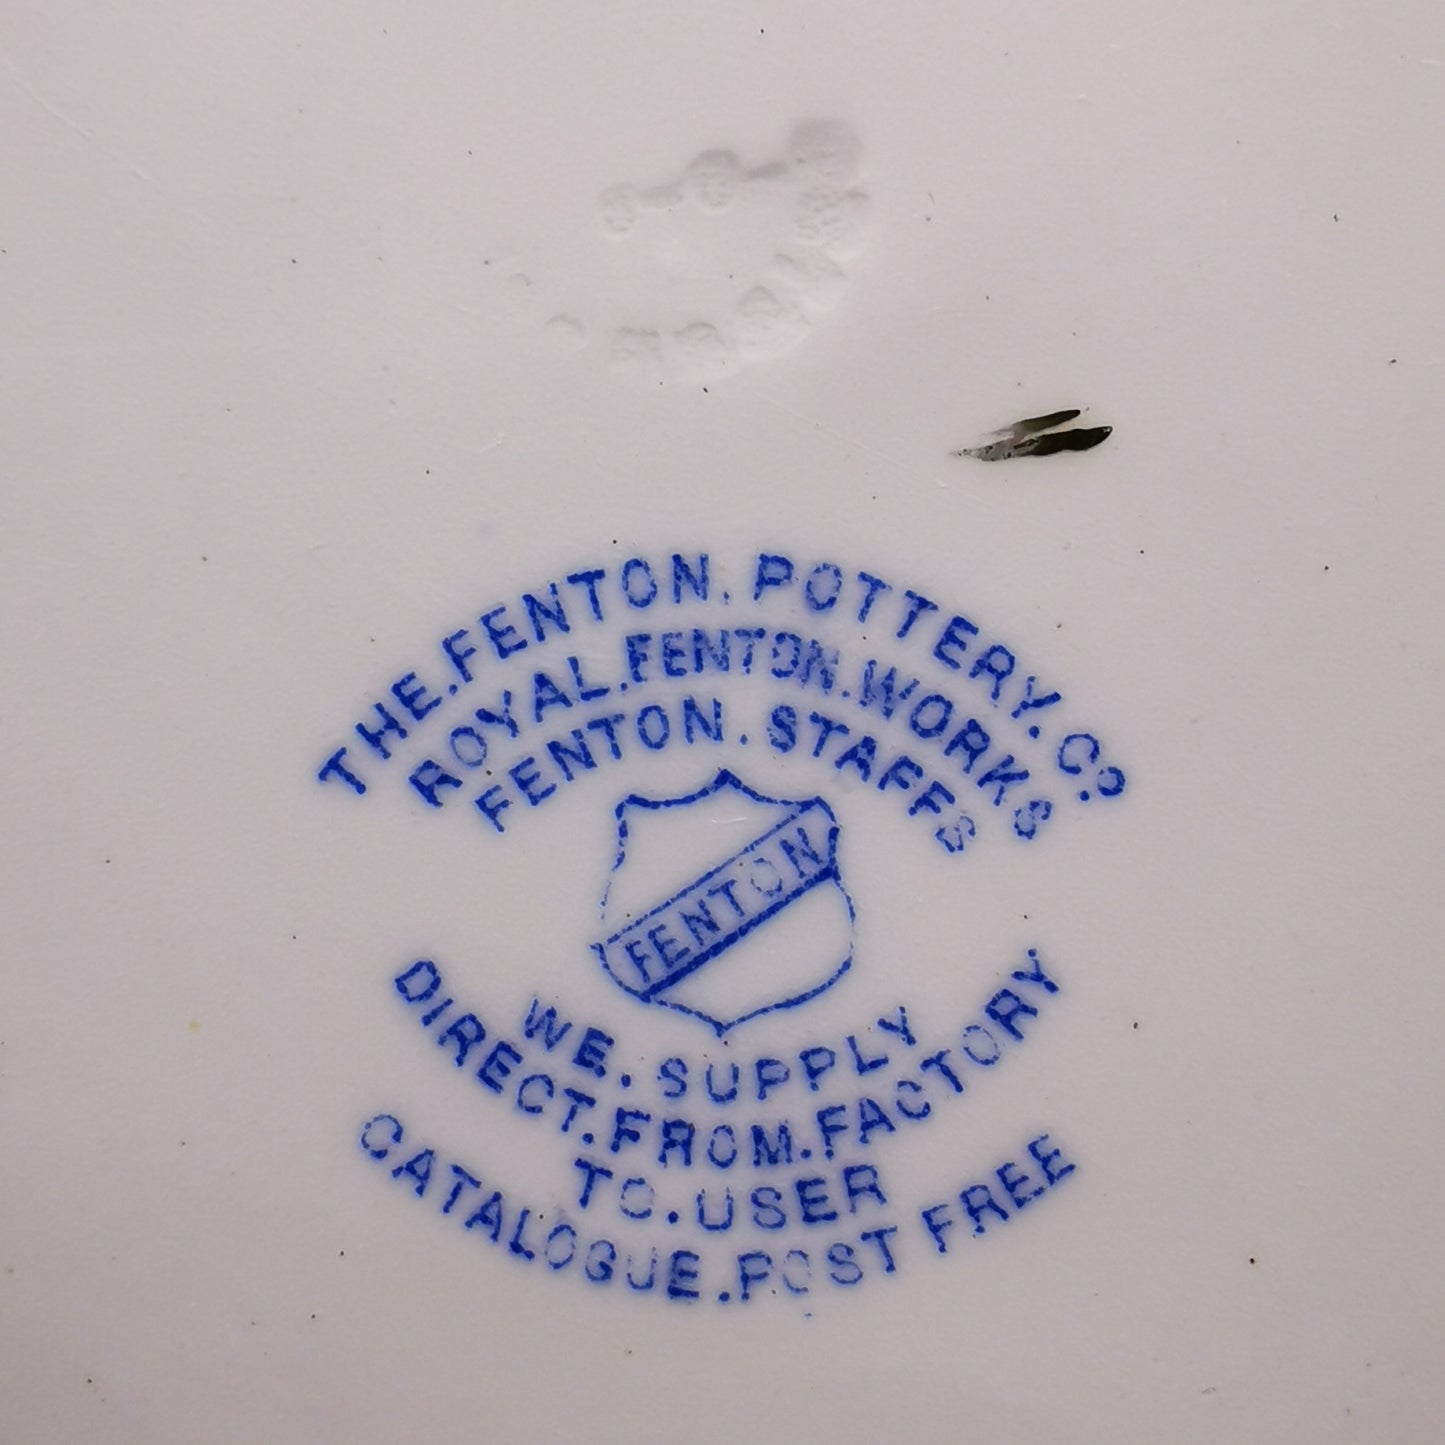 THE.FENTON.POTTERY.Cº
ROYAL.FENTON.WORKS
FENTON.STAFFS
FENTON
WE.SUPPLY
DIRECT.FROM.FACTORY
TO.USER
CATALOGUE.POST FREE